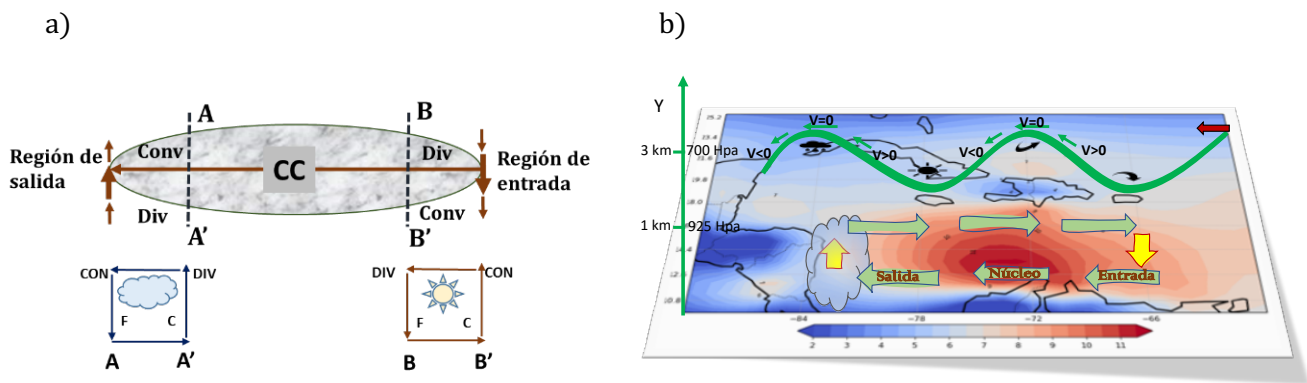 a)
A
B
Conv
CC
Div
Región de
salida
Región de
entrada
Div
Conv
A'
B'
CON
DIV
F
C
A
A'
DIV
CON
F
C
B
B'
b)
Y
3 km
700 Hpa
1 km
925 Hpa
V=0
V=0
V<0
V>0
V<0
V>0
Salida
Núcleo
Entrada
15.2
-84
-78
-72
-66
2
3
4
5
6
7
8
9
10
11